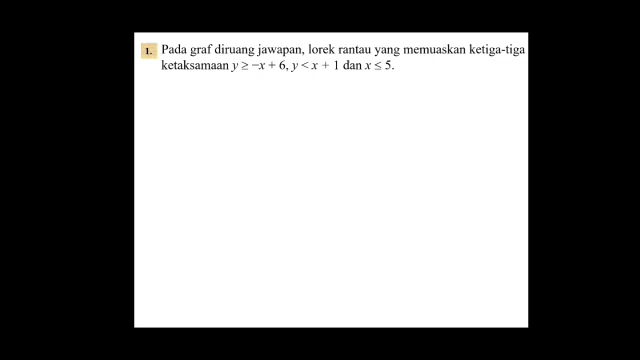 1. Pada graf diruang jawapan, lorek rantau yang memuaskan ketiga-tiga
ketaksamaan y ≥ −x + 6, y < x + 1 dan x ≤ 5.